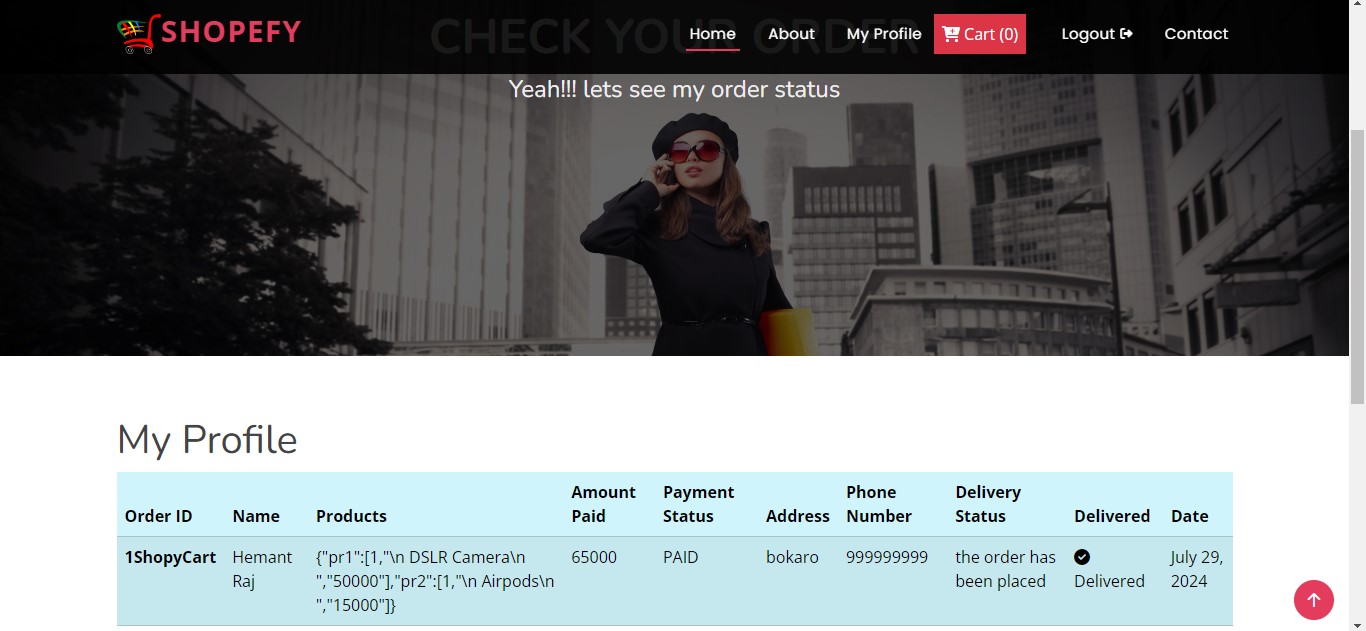 SHOPEFY
Home About My Profile Cart (0) Logout Contact
CHECK YOUR ORDER
Yeah!!! lets see my order status
My Profile
Order ID Name Products Amount Paid Payment Status Address Phone Number Delivery Status Delivered Date
1ShopyCart Hemant Raj {"pr1":[1,"\n DSLR Camera\n ","50000"],"pr2":[1,"\n Airpods\n ","15000"]} 65000 PAID bokaro 999999999 the order has been placed Delivered July 29, 2024